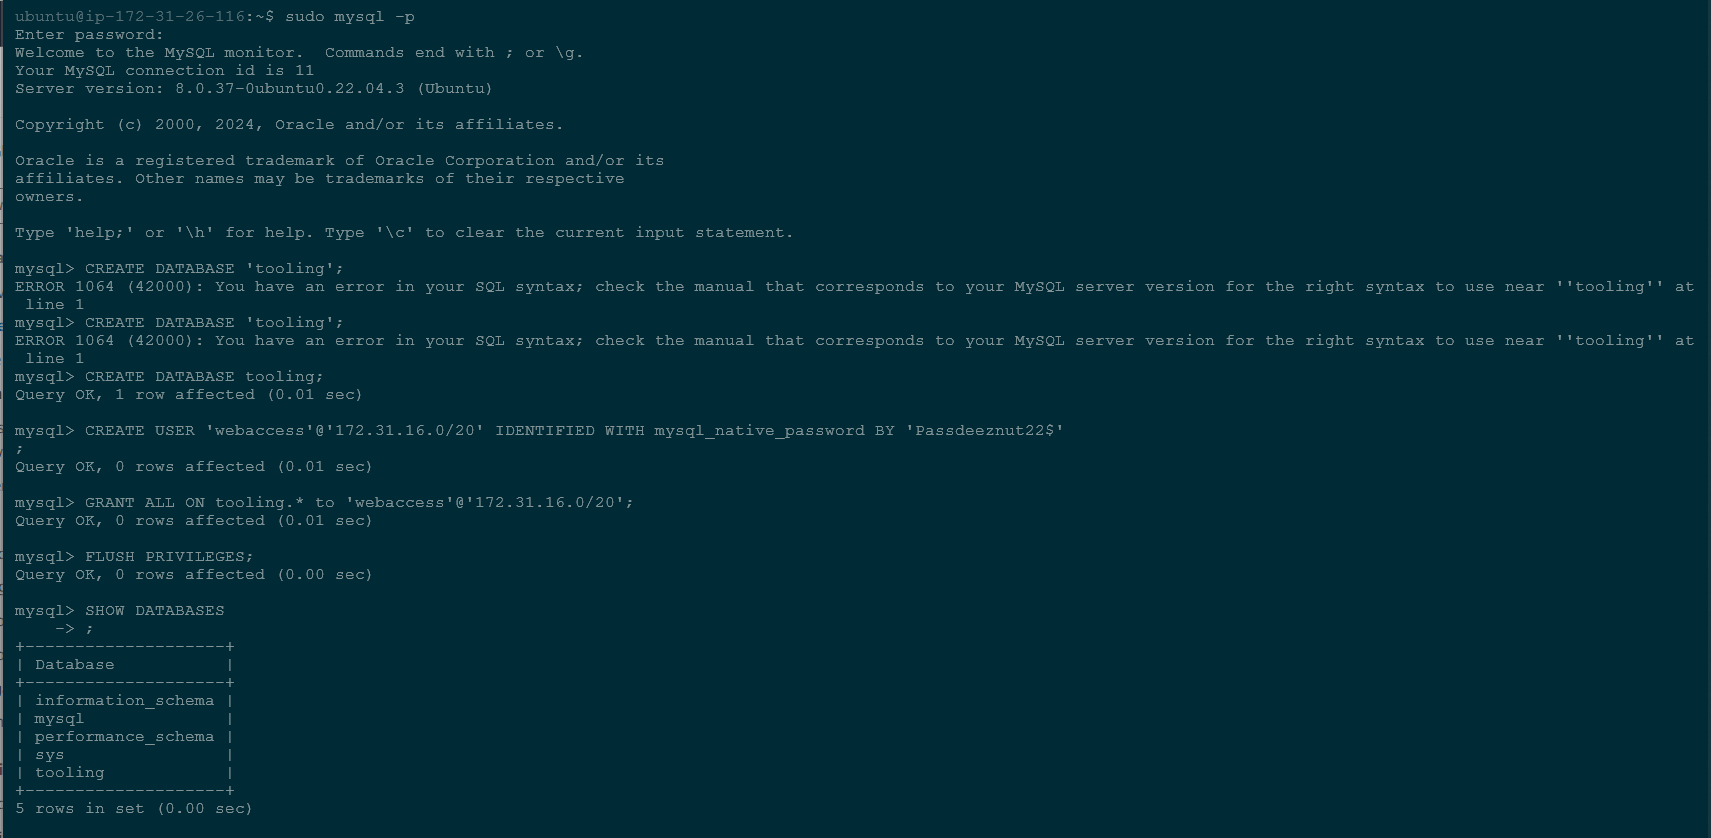 ubuntu@ip-172-31-26-116:~$ sudo mysql -p
Enter password:
Welcome to the MySQL monitor.  Commands end with ; or \g.
Your MySQL connection id is 11
Server version: 8.0.37-0ubuntu0.22.04.3 (Ubuntu)

Copyright (c) 2000, 2024, Oracle and/or its affiliates.

Oracle is a registered trademark of Oracle Corporation and/or its
affiliates. Other names may be trademarks of their respective
owners.

Type 'help;' or '\h' for help. Type '\c' to clear the current input statement.

mysql> CREATE DATABASE 'tooling';
ERROR 1064 (42000): You have an error in your SQL syntax; check the manual that corresponds to your MySQL server version for the right syntax to use near ''tooling'' at
 line 1
mysql> CREATE DATABASE 'tooling';
ERROR 1064 (42000): You have an error in your SQL syntax; check the manual that corresponds to your MySQL server version for the right syntax to use near ''tooling'' at
 line 1
mysql> CREATE DATABASE tooling;
Query OK, 1 row affected (0.01 sec)

mysql> CREATE USER 'webaccess'@'172.31.16.0/20' IDENTIFIED WITH mysql_native_password BY 'Passdeeznut22$'
;
Query OK, 0 rows affected (0.01 sec)

mysql> GRANT ALL ON tooling.* to 'webaccess'@'172.31.16.0/20';
Query OK, 0 rows affected (0.01 sec)

mysql> FLUSH PRIVILEGES;
Query OK, 0 rows affected (0.00 sec)

mysql> SHOW DATABASES
    -> ;
+--------------------+
| Database           |
+--------------------+
| information_schema |
| mysql              |
| performance_schema |
| sys                |
| tooling            |
+--------------------+
5 rows in set (0.00 sec)